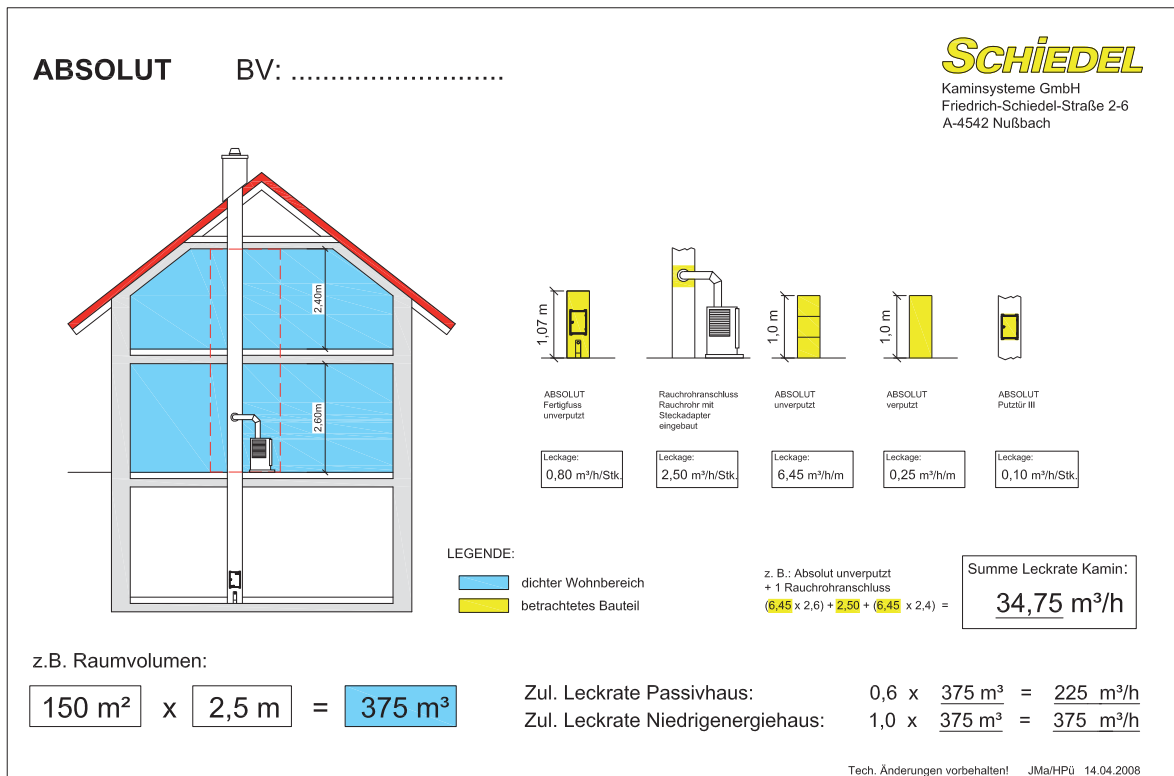 ABSOLUT BV: ...........................
SCHiEDEL
Kaminsysteme GmbH
Friedrich-Schiedel-Straße 2-6
A-4542 Nußbach
2,40m
2,60m
1,07 m
1,0 m
1,0 m
ABSOLUT
Fertigfuss
unverputzt
Rauchrohranschluss
Rauchrohr mit
Steckadapter
eingebaut
ABSOLUT
unverputzt
ABSOLUT
verputzt
ABSOLUT
Putztür III
Leckage:
0,80 m³/h/Stk.
Leckage:
2,50 m³/h/Stk.
Leckage:
6,45 m³/h/m
Leckage:
0,25 m³/h/m
Leckage:
0,10 m³/h/Stk.
LEGENDE:
dichter Wohnbereich
betrachtetes Bauteil
z. B.: Absolut unverputzt
+ 1 Rauchrohranschluss
(6,45 x 2,6) + 2,50 + (6,45 x 2,4) =
Summe Leckrate Kamin:
34,75 m³/h
z.B. Raumvolumen:
150 m² x 2,5 m = 375 m³
Zul. Leckrate Passivhaus: 0,6 x 375 m³ = 225 m³/h
Zul. Leckrate Niedrigenergiehaus: 1,0 x 375 m³ = 375 m³/h
Tech. Änderungen vorbehalten! JMa/HPü 14.04.2008